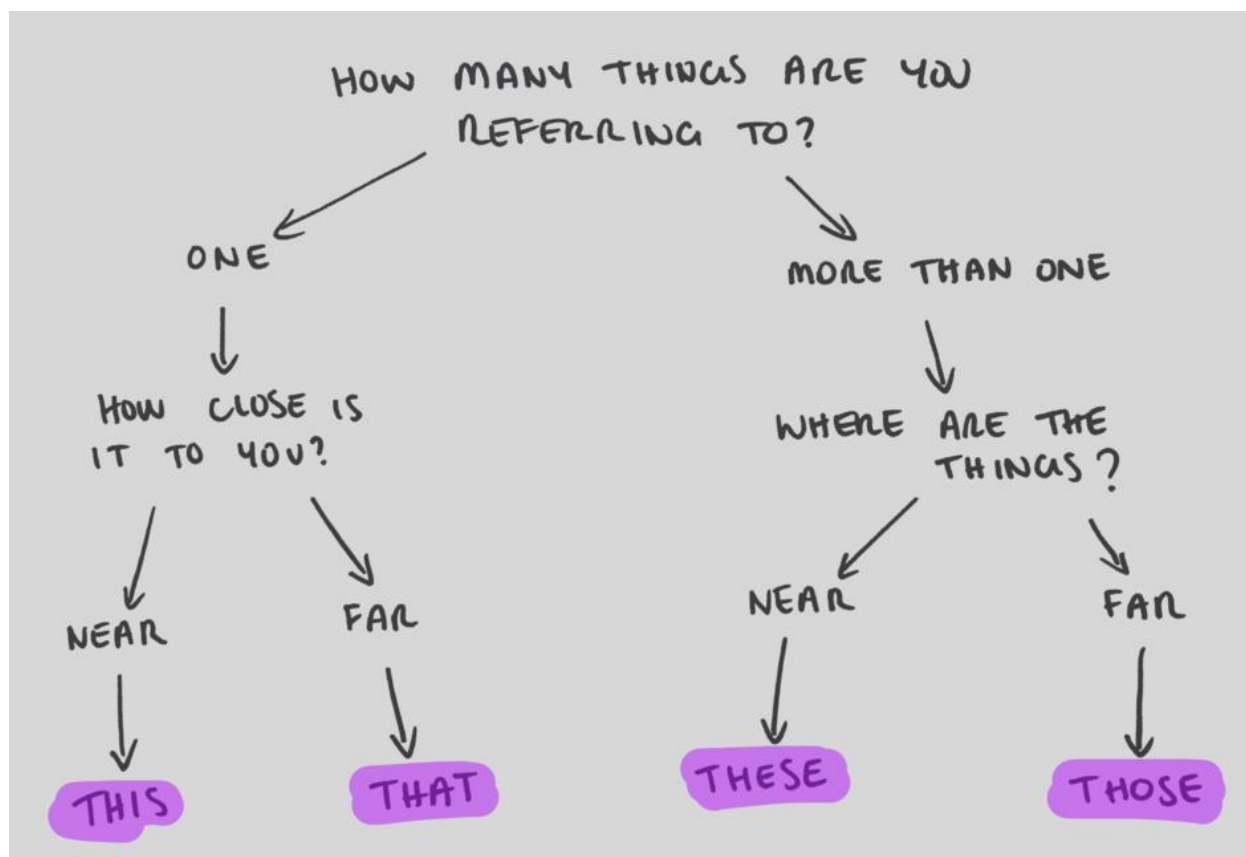 HOW MANY THINGS ARE YOU
REFERRING TO?
ONE
MORE THAN ONE
HOW CLOSE IS
IT TO YOU?
WHERE ARE THE
THINGS?
NEAR
FAR
NEAR
FAR
THIS
THAT
THESE
THOSE